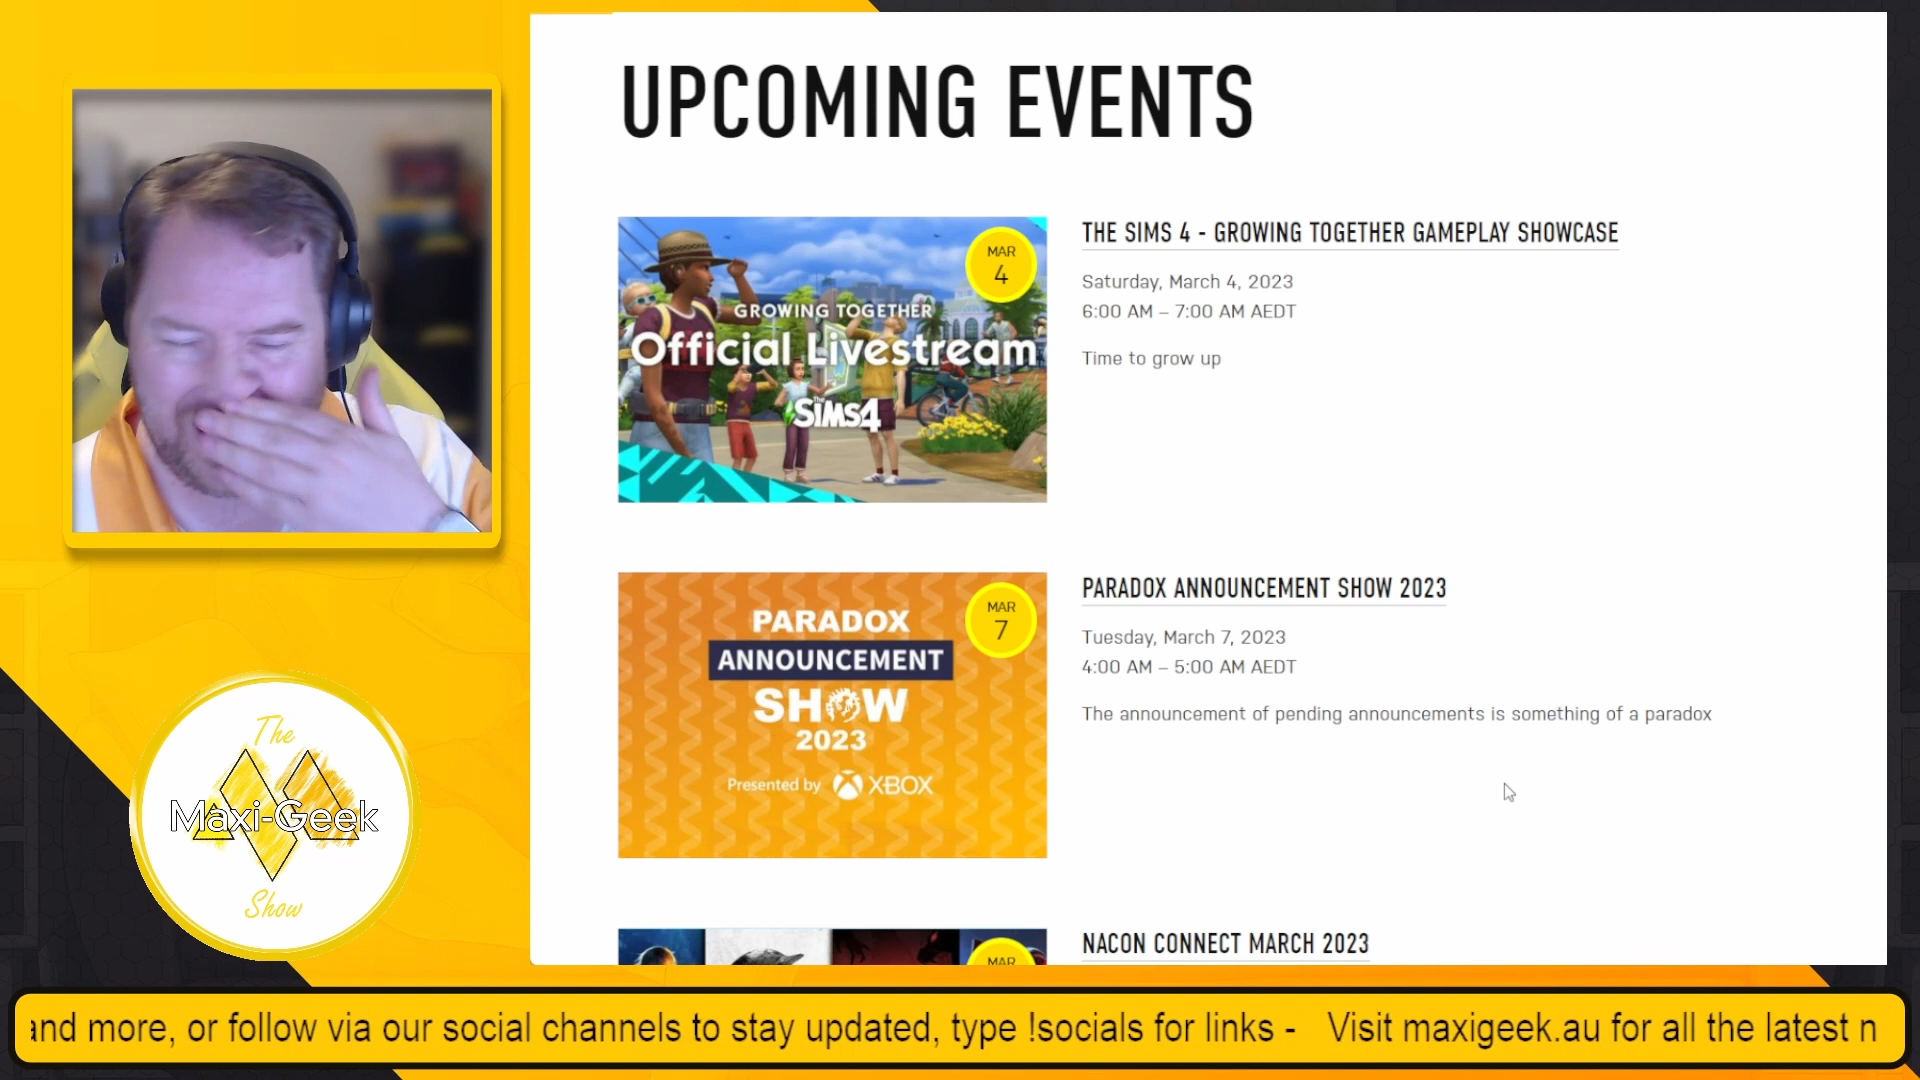 UPCOMING EVENTS
MAR
4
GROWING TOGETHER
Official Livestream
THE
SIMS4
THE SIMS 4 - GROWING TOGETHER GAMEPLAY SHOWCASE
Saturday, March 4, 2023
6:00 AM – 7:00 AM AEDT
Time to grow up
MAR
7
PARADOX
ANNOUNCEMENT
SHOW
2023
Presented by XBOX
PARADOX ANNOUNCEMENT SHOW 2023
Tuesday, March 7, 2023
4:00 AM – 5:00 AM AEDT
The announcement of pending announcements is something of a paradox
MAR
NACON CONNECT MARCH 2023
The
Maxi-Geek
Show
and more, or follow via our social channels to stay updated, type !socials for links - Visit maxigeek.au for all the latest n